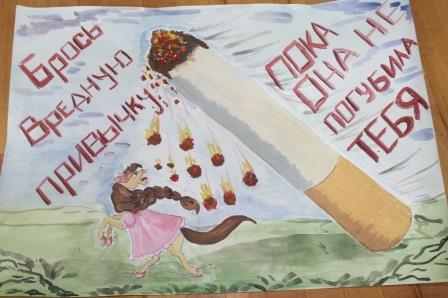 Брось
Вредную
привычку,
пока
она не
погубила
тебя